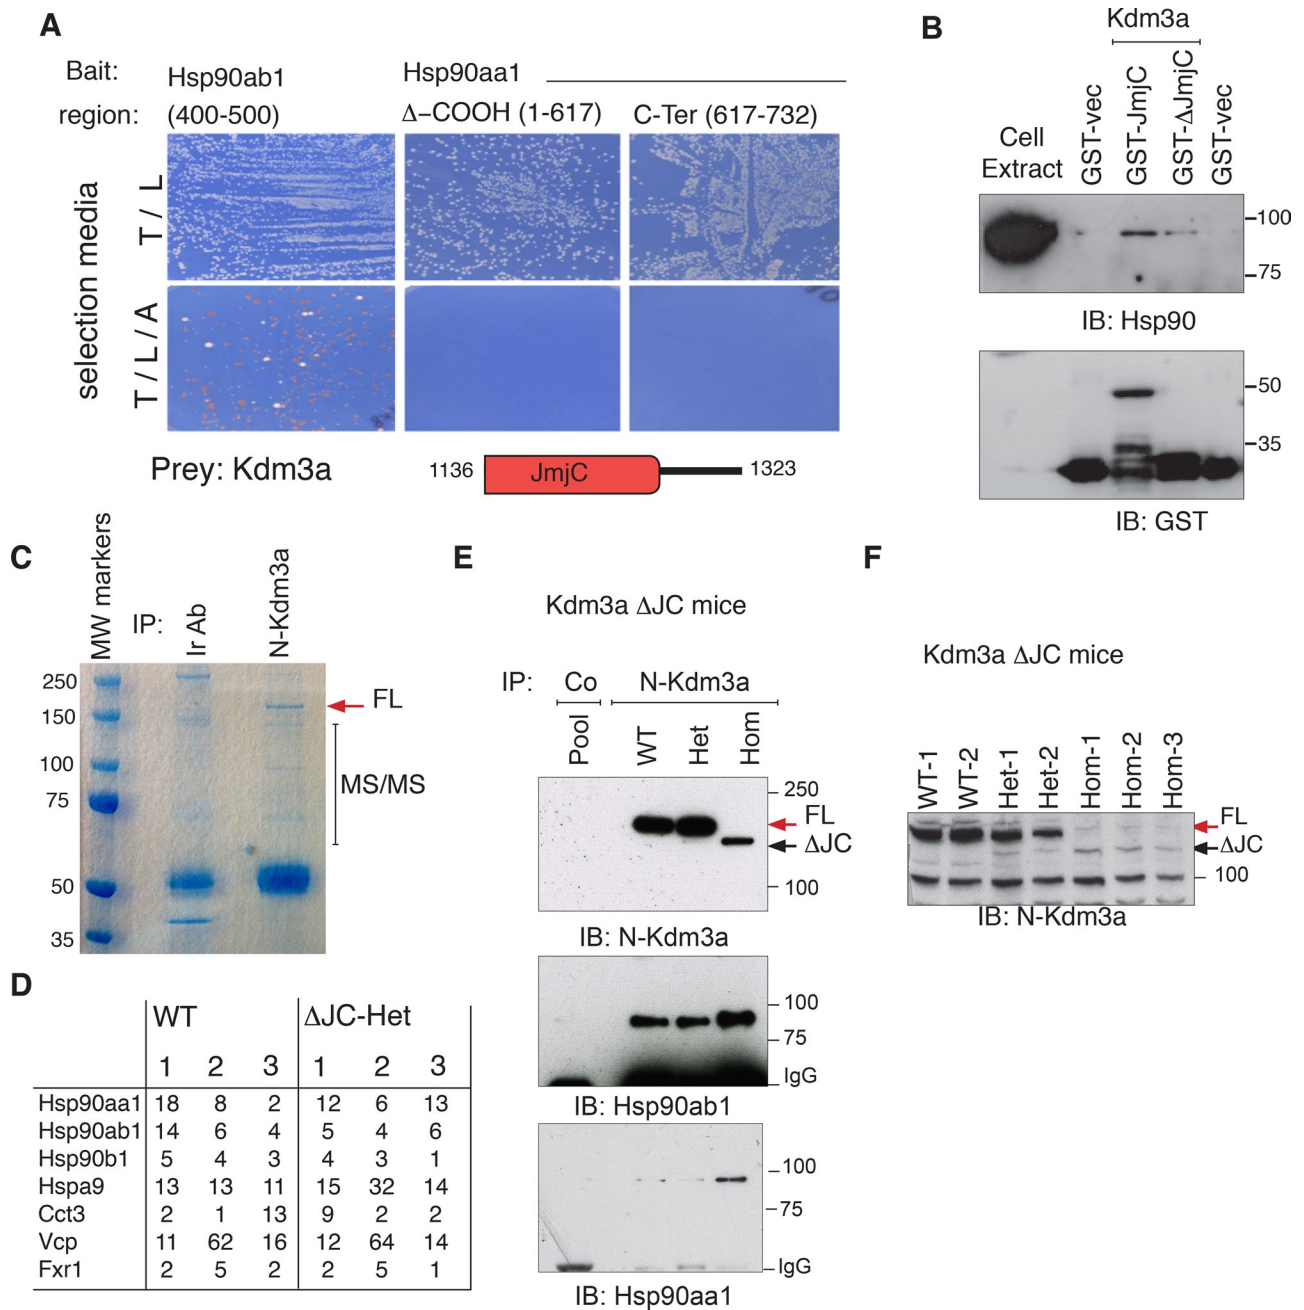 A
Bait: Hsp90ab1 Hsp90aa1
region: (400-500) Δ–COOH (1-617) C-Ter (617-732)
selection media
T / L
T / L / A
Prey: Kdm3a
1136 JmjC 1323
B
Kdm3a
Cell Extract
GST-vec
GST-JmjC
GST-ΔJmjC
GST-vec
100
75
IB: Hsp90
50
35
IB: GST
C
MW markers
IP:
Ir Ab
N-Kdm3a
250
150
100
75
50
35
FL
MS/MS
D
WT ΔJC-Het
1 2 3 1 2 3
Hsp90aa1 18 8 2 12 6 13
Hsp90ab1 14 6 4 5 4 6
Hsp90b1 5 4 3 4 3 1
Hspa9 13 13 11 15 32 14
Cct3 2 1 13 9 2 2
Vcp 11 62 16 12 64 14
Fxr1 2 5 2 2 5 1
E
Kdm3a ΔJC mice
IP: Co N-Kdm3a
Pool
WT
Het
Hom
250
FL
ΔJC
100
IB: N-Kdm3a
100
75
IgG
IB: Hsp90ab1
100
75
IgG
IB: Hsp90aa1
F
Kdm3a ΔJC mice
WT-1
WT-2
Het-1
Het-2
Hom-1
Hom-2
Hom-3
FL
ΔJC
100
IB: N-Kdm3a